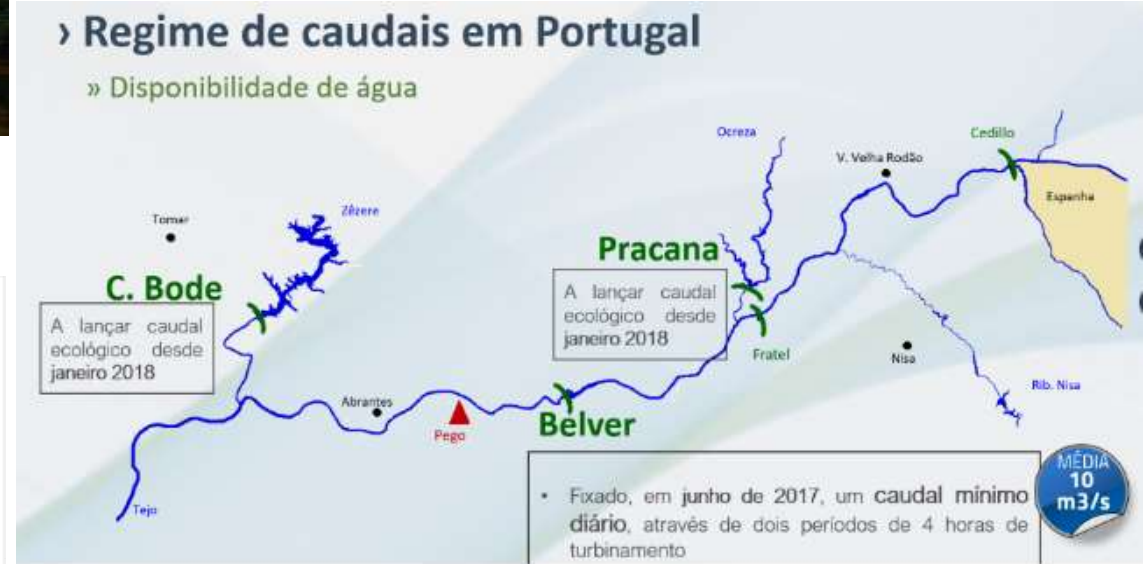 › Regime de caudais em Portugal
» Disponibilidade de água
Ocreza
Cedillo
V. Velha Rodão
Espanha
Tomar
Zêzere
Pracana
C. Bode
A lançar caudal
ecológico desde
janeiro 2018
A lançar caudal
ecológico desde
janeiro 2018
Fratel
Nisa
Rib. Nisa
Abrantes
Pego
Belver
Tejo
MÉDIA
10
m3/s
• Fixado, em junho de 2017, um caudal mínimo
diário, através de dois períodos de 4 horas de
turbinamento